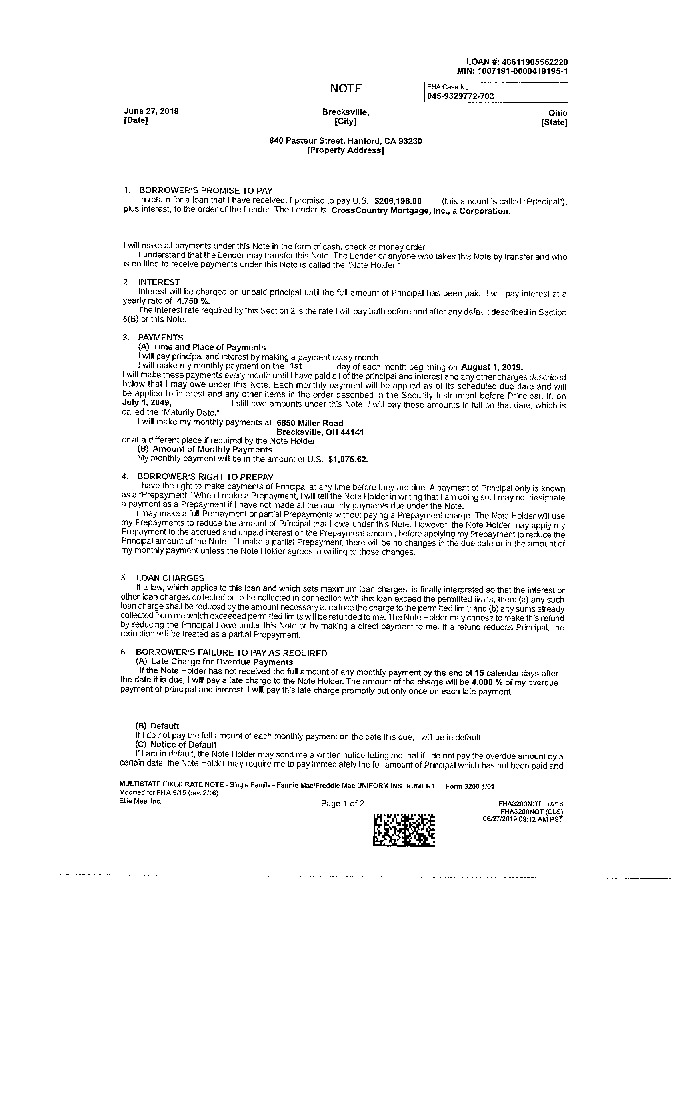 LOAN #: 40611905562220
MIN: 1007191-0000419195-1
NOTE
FHA Case No.
045-9329772-703
June 27, 2019
[Date]
Brecksville,
[City]
Ohio
[State]
640 Pasteur Street, Hanford, CA 93230
[Property Address]
1. BORROWER'S PROMISE TO PAY
In return for a loan that I have received, I promise to pay U.S. $206,196.00 (this amount is called "Principal"),
plus interest, to the order of the Lender. The Lender is CrossCountry Mortgage, Inc., a Corporation.
I will make all payments under this Note in the form of cash, check or money order.
I understand that the Lender may transfer this Note. The Lender or anyone who takes this Note by transfer and who
is entitled to receive payments under this Note is called the "Note Holder."
2. INTEREST
Interest will be charged on unpaid principal until the full amount of Principal has been paid. I will pay interest at a
yearly rate of 4.750 %.
The interest rate required by this Section 2 is the rate I will pay both before and after any default described in Section
6(B) of this Note.
3. PAYMENTS
(A) Time and Place of Payments
I will pay principal and interest by making a payment every month.
I will make my monthly payment on the 1st day of each month beginning on August 1, 2019.
I will make these payments every month until I have paid all of the principal and interest and any other charges described
below that I may owe under this Note. Each monthly payment will be applied as of its scheduled due date and will
be applied to interest and any other items in the order described in the Security Instrument before Principal. If, on
July 1, 2049, I still owe amounts under this Note, I will pay those amounts in full on that date, which is
called the "Maturity Date."
I will make my monthly payments at 6850 Miller Road
Brecksville, OH 44141
or at a different place if required by the Note Holder.
(B) Amount of Monthly Payments
My monthly payment will be in the amount of U.S. $1,075.62.
4. BORROWER'S RIGHT TO PREPAY
I have the right to make payments of Principal at any time before they are due. A payment of Principal only is known
as a "Prepayment." When I make a Prepayment, I will tell the Note Holder in writing that I am doing so. I may not designate
a payment as a Prepayment if I have not made all the monthly payments due under the Note.
I may make a full Prepayment or partial Prepayments without paying a Prepayment charge. The Note Holder will use
my Prepayments to reduce the amount of Principal that I owe under this Note. However, the Note Holder may apply my
Prepayment to the accrued and unpaid interest on the Prepayment amount, before applying my Prepayment to reduce the
Principal amount of the Note. If I make a partial Prepayment, there will be no changes in the due date or in the amount of
my monthly payment unless the Note Holder agrees in writing to those changes.
5. LOAN CHARGES
If a law, which applies to this loan and which sets maximum loan charges, is finally interpreted so that the interest or
other loan charges collected or to be collected in connection with this loan exceed the permitted limits, then: (a) any such
loan charge shall be reduced by the amount necessary to reduce the charge to the permitted limit; and (b) any sums already
collected from me which exceeded permitted limits will be refunded to me. The Note Holder may choose to make this refund
by reducing the Principal I owe under this Note or by making a direct payment to me. If a refund reduces Principal, the
reduction will be treated as a partial Prepayment.
6. BORROWER'S FAILURE TO PAY AS REQUIRED
(A) Late Charge for Overdue Payments
If the Note Holder has not received the full amount of any monthly payment by the end of 15 calendar days after
the date it is due, I will pay a late charge to the Note Holder. The amount of the charge will be 4.000 % of my overdue
payment of principal and interest. I will pay this late charge promptly but only once on each late payment.
(B) Default
If I do not pay the full amount of each monthly payment on the date it is due, I will be in default.
(C) Notice of Default
If I am in default, the Note Holder may send me a written notice telling me that if I do not pay the overdue amount by a
certain date, the Note Holder may require me to pay immediately the full amount of Principal which has not been paid and
MULTISTATE FIXED RATE NOTE - Single Family - Fannie Mae/Freddie Mac UNIFORM INSTRUMENT Form 3200 1/01
Modified for FHA 9/15 (rev. 2/16)
Ellie Mae, Inc.
Page 1 of 2
FHA3200NOT
FHA3200NOT (CLS)
06/27/2019 09:12 AM PST